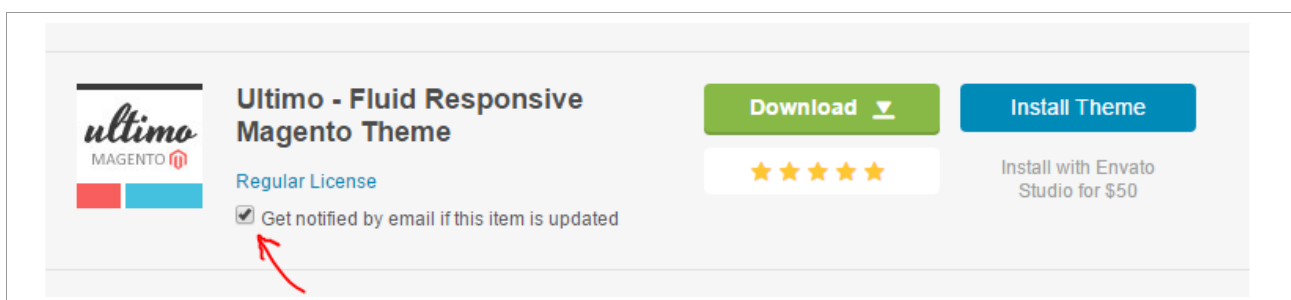 ultimo
MAGENTO
Ultimo - Fluid Responsive
Magento Theme
Regular License
Get notified by email if this item is updated
Download
Install Theme
Install with Envato
Studio for $50